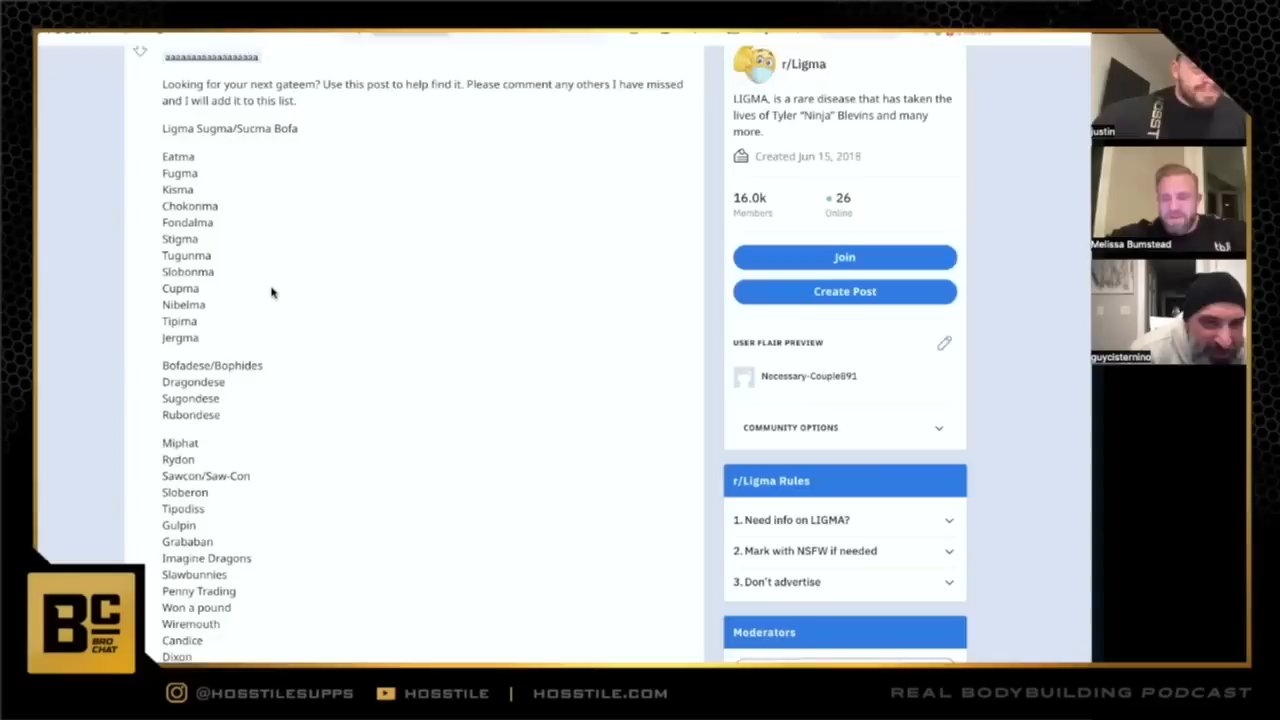 aaaaaaaaaaaaaaaaaa
Looking for your next gateem? Use this post to help find it. Please comment any others I have missed
and I will add it to this list.
Ligma Sugma/Sucma Bofa
Eatma
Fugma
Kisma
Chokonma
Fondalma
Stigma
Tugunma
Slobonma
Cupma
Nibelma
Tipima
Jergma
Bofadese/Bophides
Dragondese
Sugondese
Rubondese
Miphat
Rydon
Sawcon/Saw-Con
Sloberon
Tipodiss
Gulpin
Grababan
Imagine Dragons
Slawbunnies
Penny Trading
Won a pound
Wiremouth
Candice
Dixon
r/Ligma
LIGMA, is a rare disease that has taken the
lives of Tyler "Ninja" Blevins and many
more.
Created Jun 15, 2018
16.0k
Members
26
Online
Join
Create Post
USER FLAIR PREVIEW
Necessary-Couple891
COMMUNITY OPTIONS
r/Ligma Rules
1. Need info on LIGMA?
2. Mark with NSFW if needed
3. Don't advertise
Moderators
HOSST
justin
Melissa Bumstead
guycisternino
BC
BRO
CHAT
@HOSSTILESUPPS
HOSSTILE | HOSSTILE.COM
REAL BODYBUILDING PODCAST